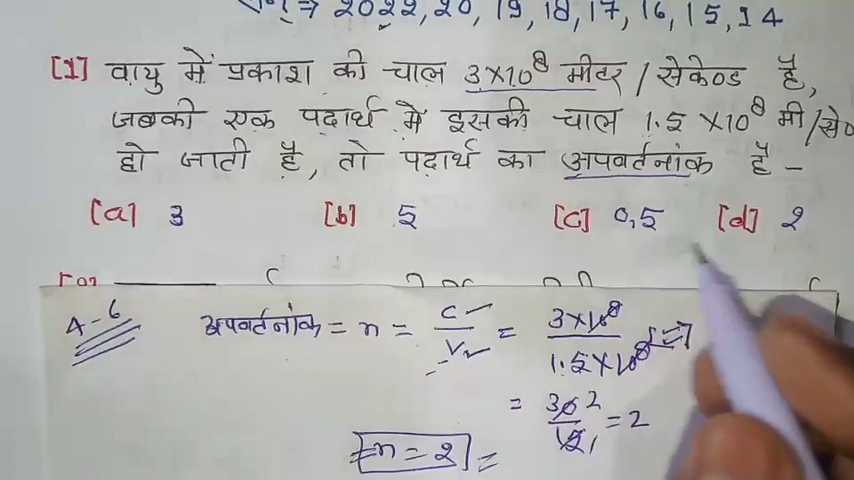 सन् ⇒ 2022, 20, 19, 18, 17, 16, 15, 14
[1] वायु में प्रकाश की चाल 3×10⁸ मीटर/सेकेण्ड है,
जबकी एक पदार्थ में इसकी चाल 1.5 ×10⁸ मी/से०
हो जाती है, तो पदार्थ का अपवर्तनांक है –
[a] 3 [b] 5 [c] 0.5 [d] 2
A-6 अपवर्तनांक = n = C/V = 3×10⁸/1.5×10⁸
= 30/15 = 2
n = 2